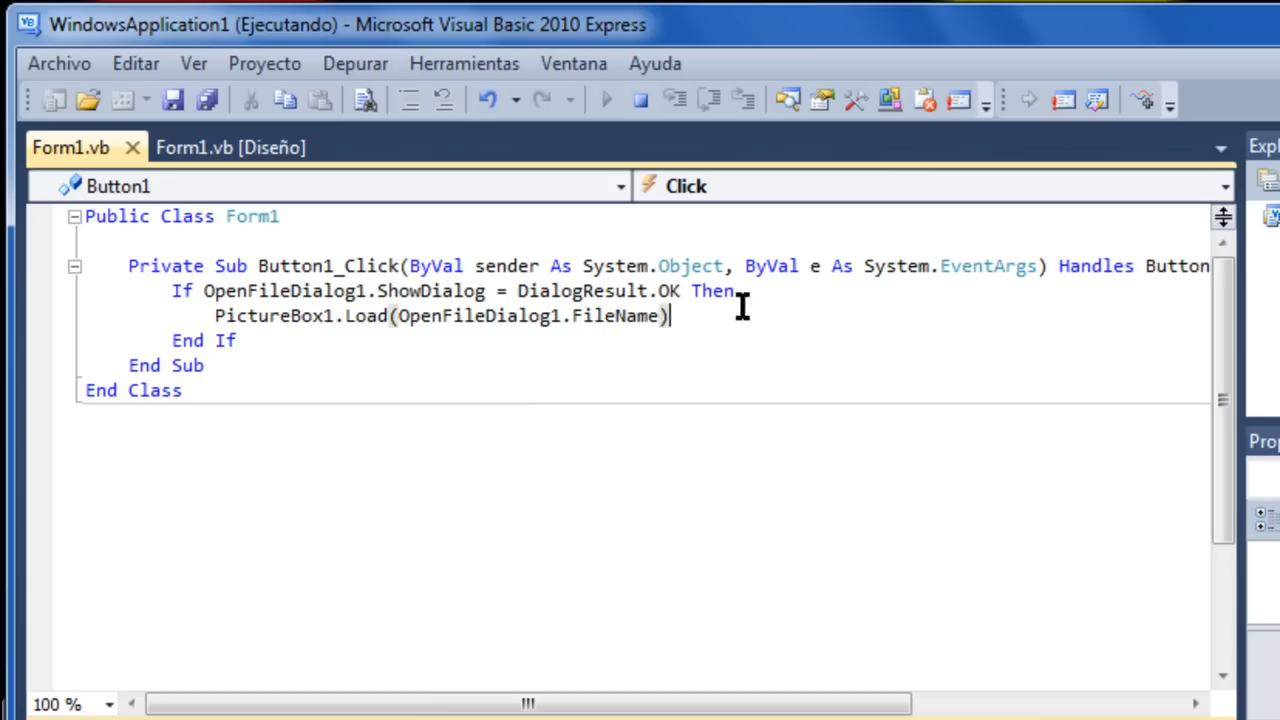 WindowsApplication1 (Ejecutando) - Microsoft Visual Basic 2010 Express
Archivo Editar Ver Proyecto Depurar Herramientas Ventana Ayuda
Form1.vb Form1.vb [Diseño]
Expl
Button1 Click
Public Class Form1
Private Sub Button1_Click(ByVal sender As System.Object, ByVal e As System.EventArgs) Handles Button
If OpenFileDialog1.ShowDialog = DialogResult.OK Then
PictureBox1.Load(OpenFileDialog1.FileName)
End If
End Sub
End Class
Prop
100 %